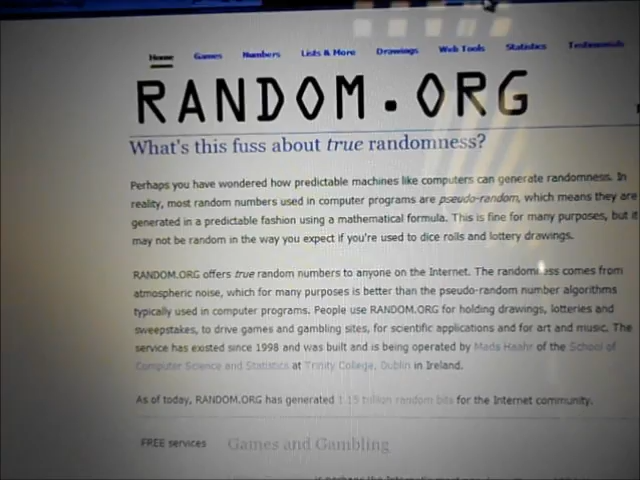 Home Games Numbers Lists & More Drawings Web Tools Statistics Testimonials
RANDOM.ORG
What's this fuss about true randomness?
Perhaps you have wondered how predictable machines like computers can generate randomness. In
reality, most random numbers used in computer programs are pseudo-random, which means they are
generated in a predictable fashion using a mathematical formula. This is fine for many purposes, but it
may not be random in the way you expect if you're used to dice rolls and lottery drawings.
RANDOM.ORG offers true random numbers to anyone on the Internet. The randomness comes from
atmospheric noise, which for many purposes is better than the pseudo-random number algorithms
typically used in computer programs. People use RANDOM.ORG for holding drawings, lotteries and
sweepstakes, to drive games and gambling sites, for scientific applications and for art and music. The
service has existed since 1998 and was built and is being operated by Mads Haahr of the School of
Computer Science and Statistics at Trinity College, Dublin in Ireland.
As of today, RANDOM.ORG has generated 1.15 trillion random bits for the Internet community.
FREE services Games and Gambling